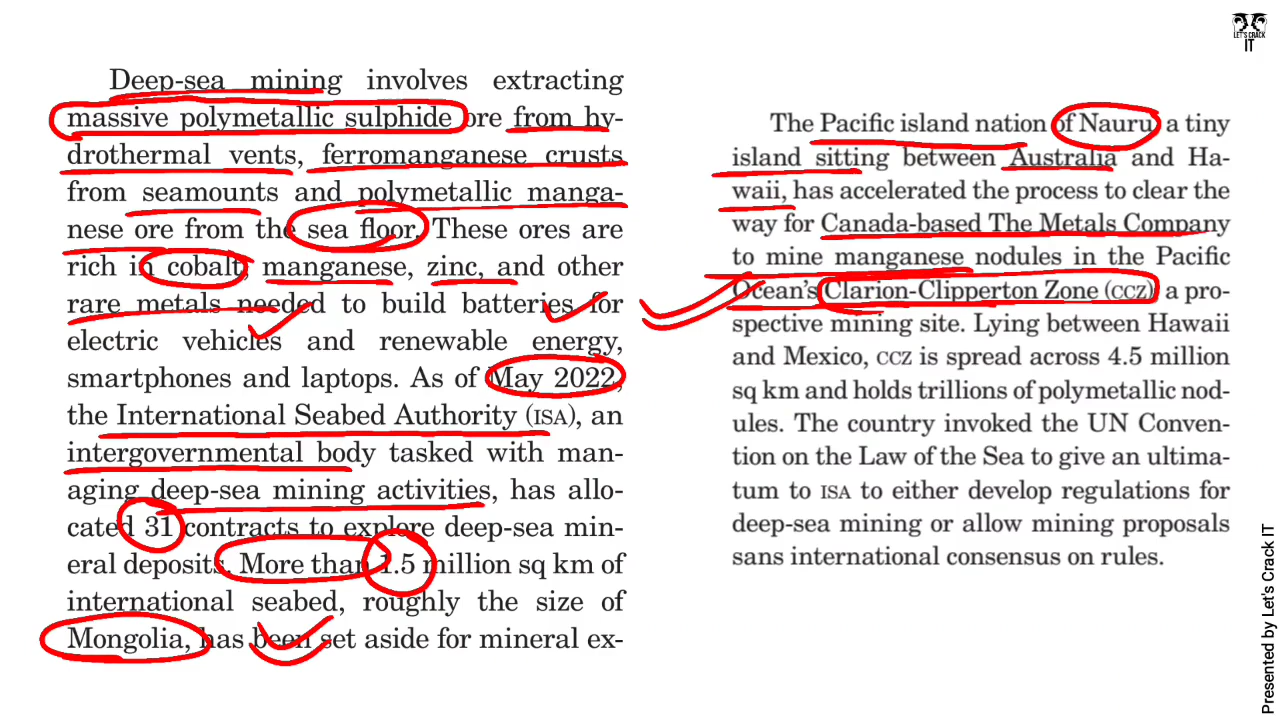 LET'S CRACK
IT
Deep-sea mining involves extracting
massive polymetallic sulphide ore from hy-
drothermal vents, ferromanganese crusts
from seamounts and polymetallic manga-
nese ore from the sea floor. These ores are
rich in cobalt, manganese, zinc, and other
rare metals needed to build batteries for
electric vehicles and renewable energy,
smartphones and laptops. As of May 2022,
the International Seabed Authority (ISA), an
intergovernmental body tasked with man-
aging deep-sea mining activities, has allo-
cated 31 contracts to explore deep-sea min-
eral deposits. More than 1.5 million sq km of
international seabed, roughly the size of
Mongolia, has been set aside for mineral ex-
The Pacific island nation of Nauru, a tiny
island sitting between Australia and Ha-
waii, has accelerated the process to clear the
way for Canada-based The Metals Company
to mine manganese nodules in the Pacific
Ocean's Clarion-Clipperton Zone (CCZ), a pro-
spective mining site. Lying between Hawaii
and Mexico, CCZ is spread across 4.5 million
sq km and holds trillions of polymetallic nod-
ules. The country invoked the UN Conven-
tion on the Law of the Sea to give an ultima-
tum to ISA to either develop regulations for
deep-sea mining or allow mining proposals
sans international consensus on rules.
Presented by Let's Crack IT